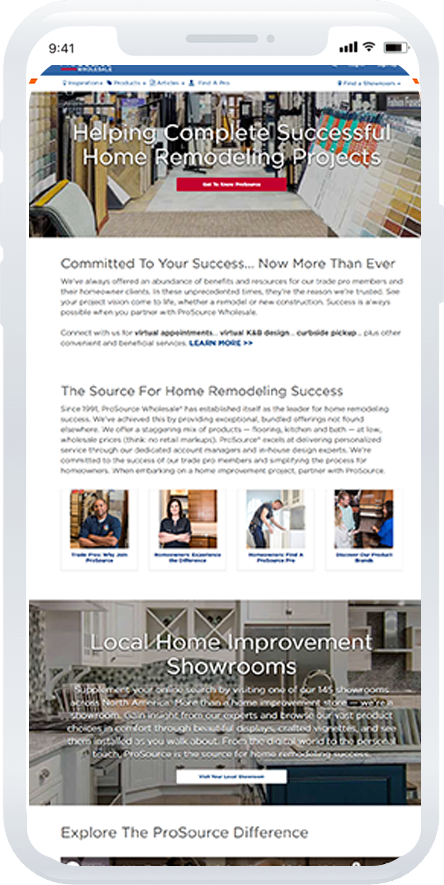 9:41
WHOLESALE
Inspiration Products Articles Find A Pro Find a Showroom
Helping Complete Successful
Home Remodeling Projects
Get To Know ProSource
Committed To Your Success... Now More Than Ever
We've always offered an abundance of benefits and resources for our trade pro members and
their homeowner clients. In these unprecedented times, they're the reason we're trusted. See
your project vision come to life, whether a remodel or new construction. Success is always
possible when you partner with ProSource Wholesale.
Connect with us for virtual appointments... virtual K&B design... curbside pickup... plus other
convenient and beneficial services. LEARN MORE >>
The Source For Home Remodeling Success
Since 1991, ProSource Wholesale® has established itself as the leader for home remodeling
success. We've achieved this by providing exceptional, bundled offerings not found
elsewhere. We offer a staggering mix of products — flooring, kitchen and bath — at low,
wholesale prices (think: no retail markups). ProSource® excels at delivering personalized
service through our dedicated account managers and in-house design experts. We're
committed to the success of our trade pro members and simplifying the process for
homeowners. When embarking on a home improvement project, partner with ProSource.
Trade Pros: Why Join
ProSource
Homeowners: Experience
the Difference
Homeowners: Find A
ProSource Pro
Discover Our Product
Brands
Local Home Improvement
Showrooms
Supplement your online search by visiting one of our 145 showrooms
across North America. More than a home improvement store — we're a
showroom. Gain insight from our experts and browse our vast product
choices in comfort through beautiful displays, crafted vignettes, and see
them installed as you walk about. From the digital world to the personal
touch, ProSource is the source for home remodeling success.
Visit Your Local Showroom
Explore The ProSource Difference